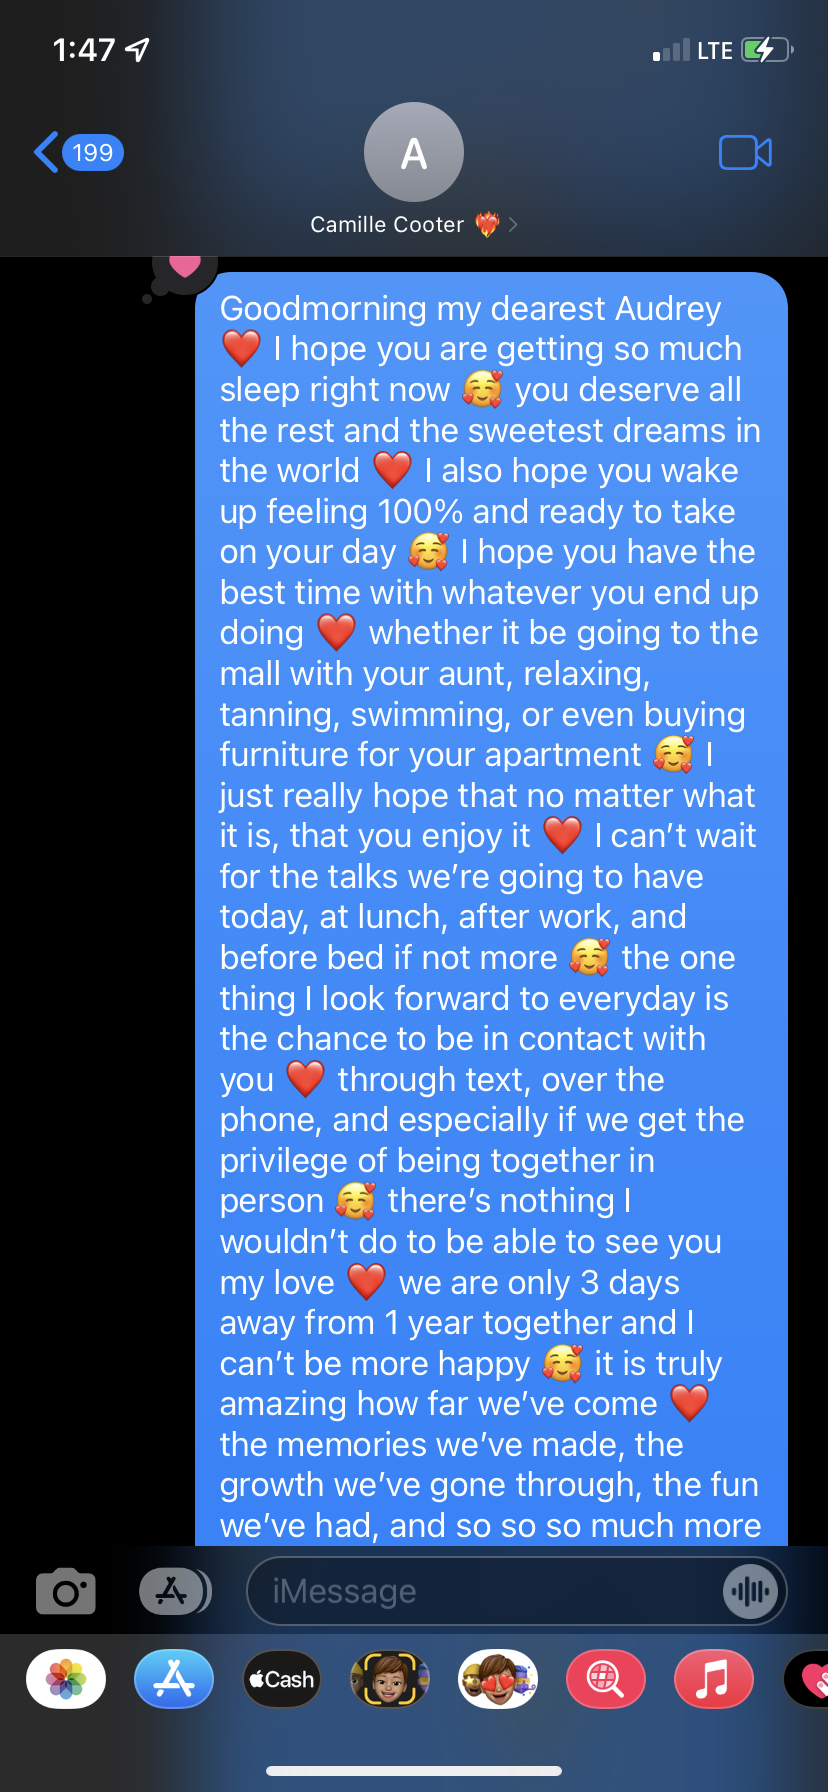 1:47
LTE
199
A
Camille Cooter ❤️‍🔥
Goodmorning my dearest Audrey
❤️ I hope you are getting so much
sleep right now 🥰 you deserve all
the rest and the sweetest dreams in
the world ❤️ I also hope you wake
up feeling 100% and ready to take
on your day 🥰 I hope you have the
best time with whatever you end up
doing ❤️ whether it be going to the
mall with your aunt, relaxing,
tanning, swimming, or even buying
furniture for your apartment 🥰 I
just really hope that no matter what
it is, that you enjoy it ❤️ I can’t wait
for the talks we’re going to have
today, at lunch, after work, and
before bed if not more 🥰 the one
thing I look forward to everyday is
the chance to be in contact with
you ❤️ through text, over the
phone, and especially if we get the
privilege of being together in
person 🥰 there’s nothing I
wouldn’t do to be able to see you
my love ❤️ we are only 3 days
away from 1 year together and I
can’t be more happy 🥰 it is truly
amazing how far we’ve come ❤️
the memories we’ve made, the
growth we’ve gone through, the fun
we’ve had, and so so so much more
iMessage
Cash